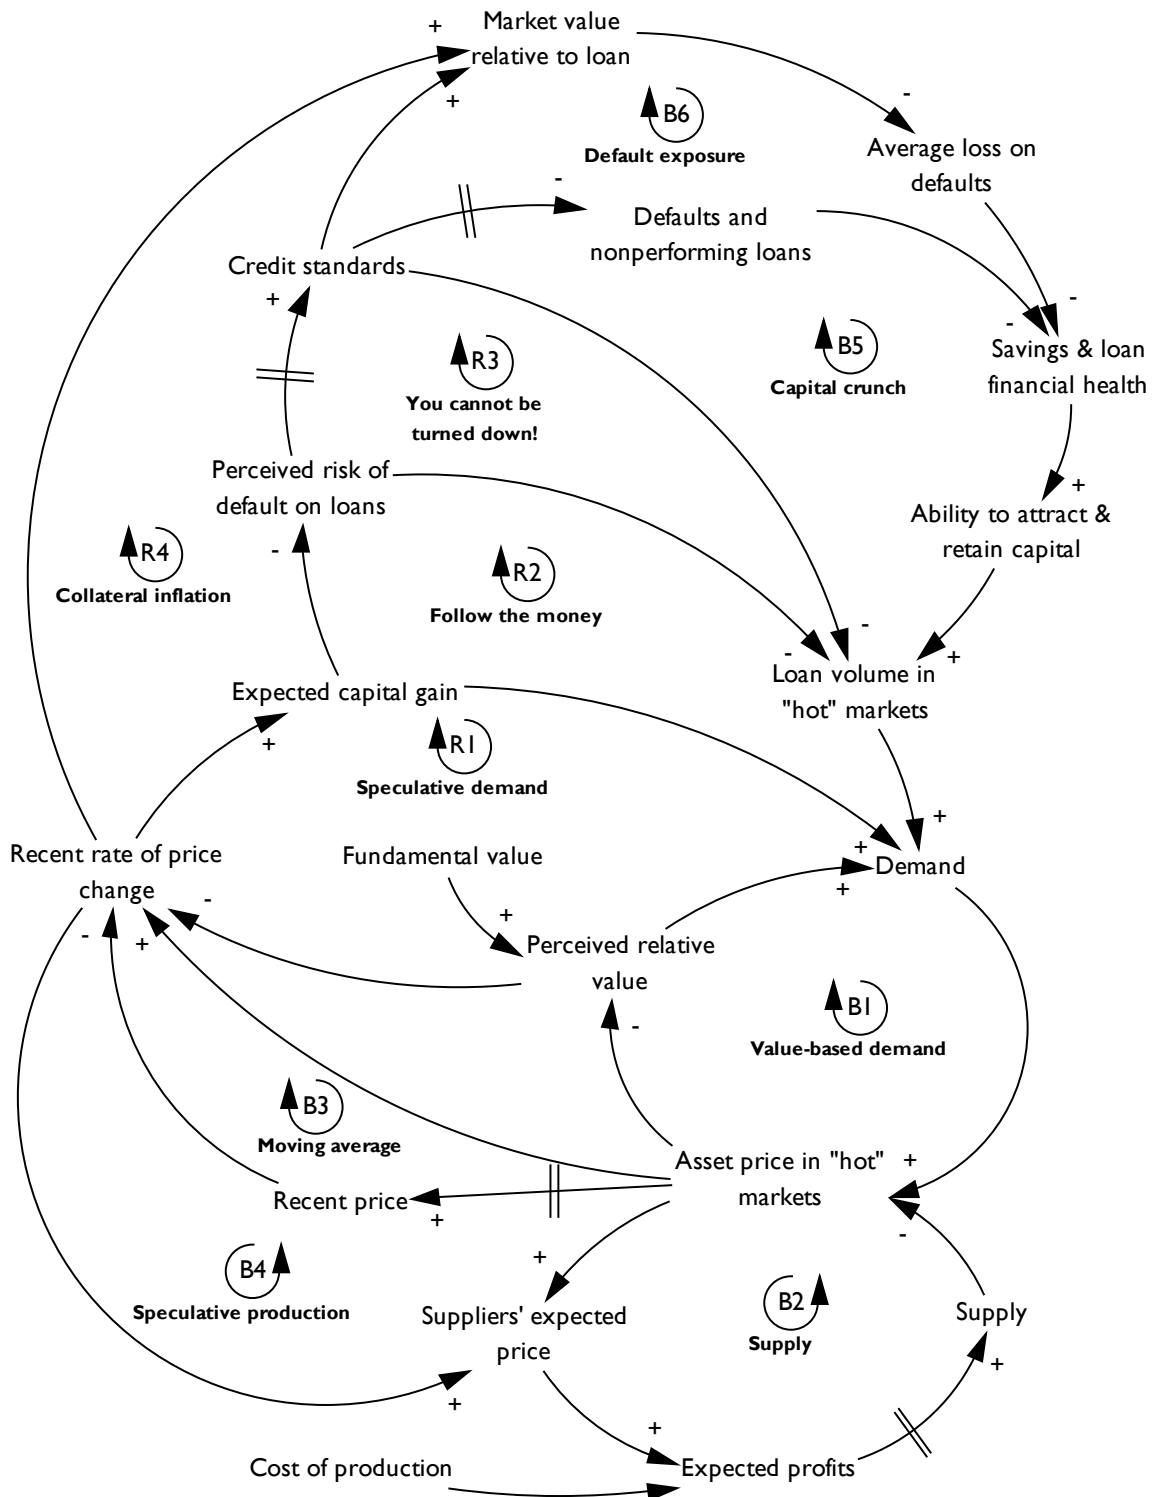 Market value
relative to loan
+
+
B6
Default exposure
-
Average loss on
defaults
-
Defaults and
nonperforming loans
Credit standards
+
-
-
Savings & loan
financial health
R3
You cannot be
turned down!
B5
Capital crunch
Perceived risk of
default on loans
+
Ability to attract &
retain capital
-
R4
Collateral inflation
R2
Follow the money
-
-
+
Loan volume in
"hot" markets
Expected capital gain
+
R1
Speculative demand
+
Recent rate of price
change
Fundamental value
+
Demand
+
-
-
+
+
Perceived relative
value
-
B1
Value-based demand
B3
Moving average
Asset price in "hot"
markets
+
Recent price
+
-
B4
Speculative production
+
B2
Supply
Suppliers' expected
price
Supply
+
+
+
Cost of production
Expected profits